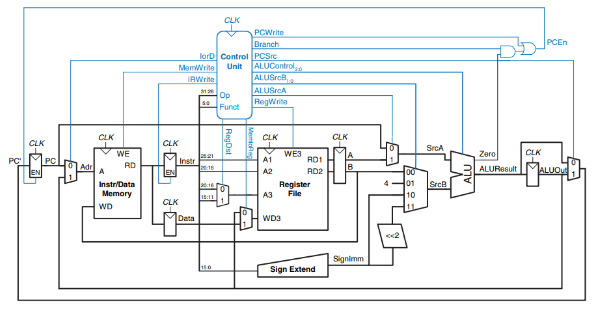 CLK
PCWrite
Branch
PCEn
IorD
Control
Unit
PCSrc
MemWrite
ALUControl2:0
IRWrite
ALUSrcB1:0
31:26
Op
ALUSrcA
5:0
Funct
RegWrite
RegDst
MemtoReg
CLK
CLK
CLK
CLK
CLK
CLK
PC'
PC
EN
0
1
Adr
WE
A
RD
Instr/Data
Memory
WD
Instr
EN
Data
25:21
20:16
20:16
15:11
0
1
0
1
A1
A2
A3
WD3
WE3
RD1
RD2
Register
File
A
B
0
1
SrcA
4
00
01
10
11
SrcB
<<2
ALU
Zero
ALUResult
CLK
ALUOut
0
1
15:0
Sign Extend
SignImm